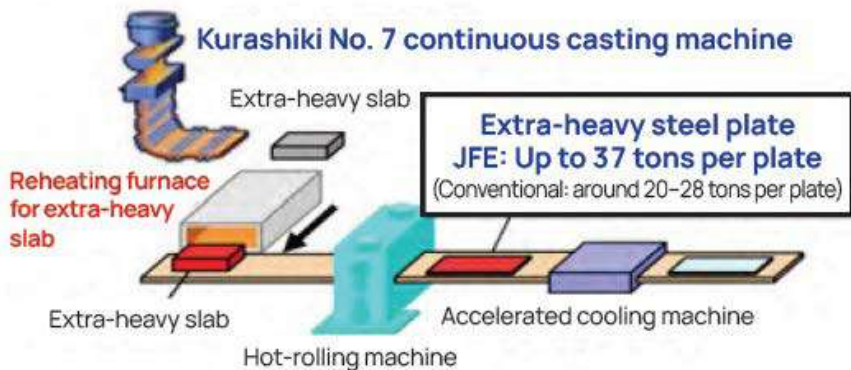 Kurashiki No. 7 continuous casting machine
Extra-heavy slab
Extra-heavy steel plate
JFE: Up to 37 tons per plate
(Conventional: around 20–28 tons per plate)
Reheating furnace
for extra-heavy
slab
Extra-heavy slab
Accelerated cooling machine
Hot-rolling machine